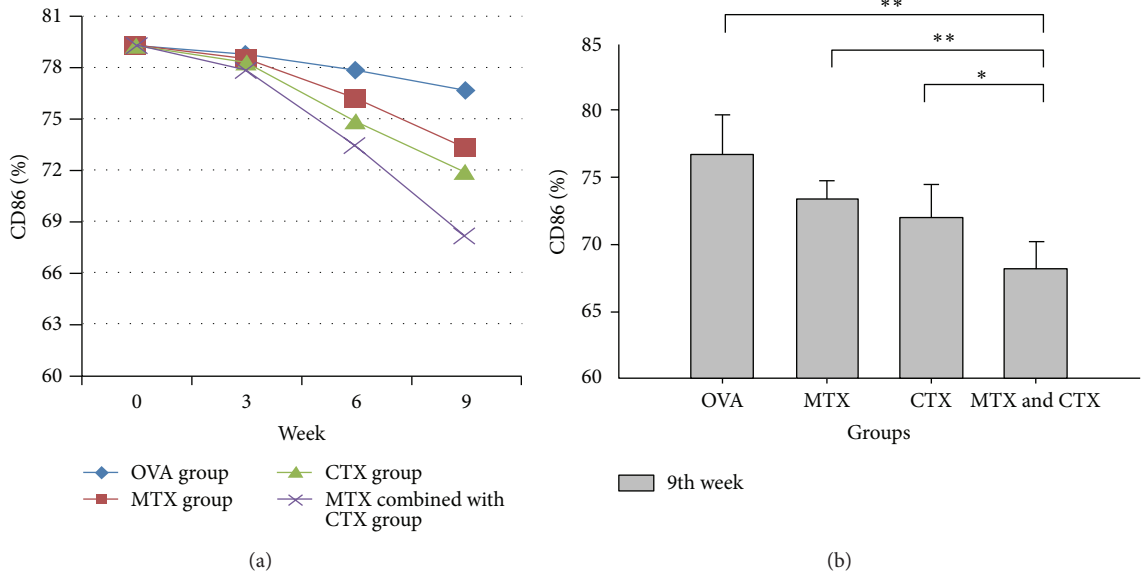 81
78
75
72
69
66
63
60
CD86 (%)
0 3 6 9
Week
OVA group
MTX group
CTX group
MTX combined with
CTX group
(a)
**
**
*
85
80
75
70
65
60
CD86 (%)
OVA MTX CTX MTX and CTX
Groups
9th week
(b)